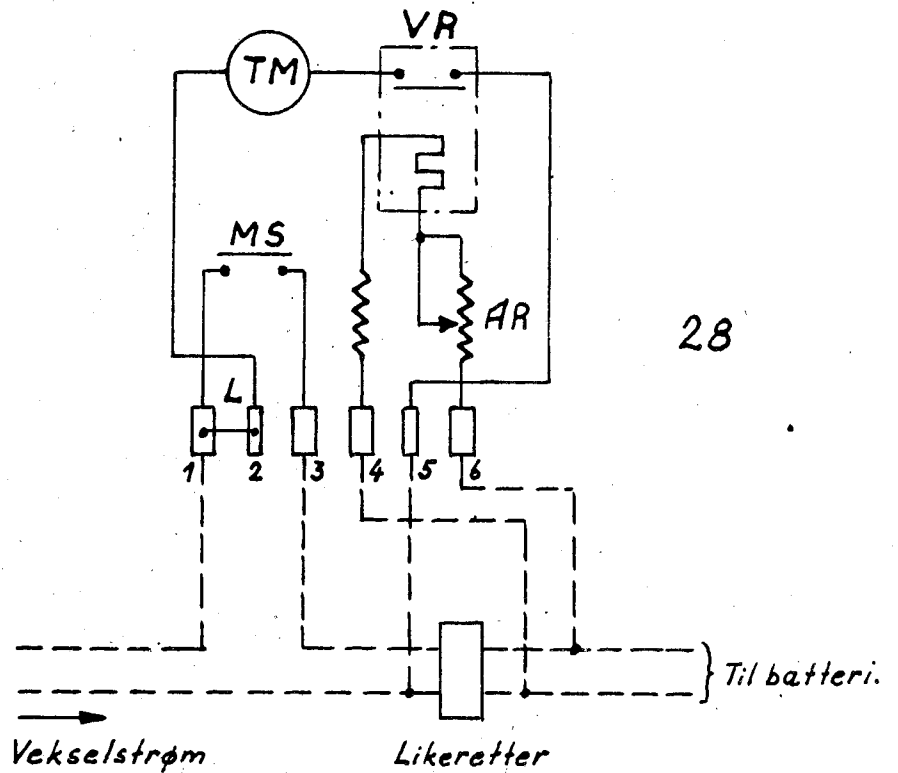 VR
TM
MS
AR
28
L
1 2 3 4 5 6
Til batteri.
Vekselstrøm
Likeretter